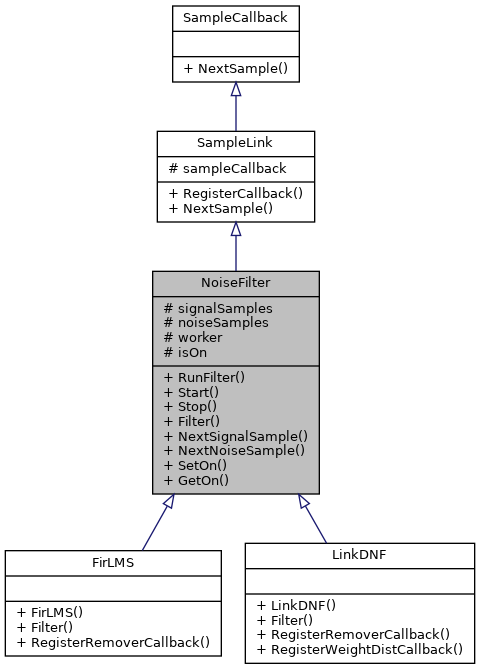 SampleCallback
+ NextSample()
SampleLink
# sampleCallback
+ RegisterCallback()
+ NextSample()
NoiseFilter
# signalSamples
# noiseSamples
# worker
# isOn
+ RunFilter()
+ Start()
+ Stop()
+ Filter()
+ NextSignalSample()
+ NextNoiseSample()
+ SetOn()
+ GetOn()
FirLMS
+ FirLMS()
+ Filter()
+ RegisterRemoverCallback()
LinkDNF
+ LinkDNF()
+ Filter()
+ RegisterRemoverCallback()
+ RegisterWeightDistCallback()